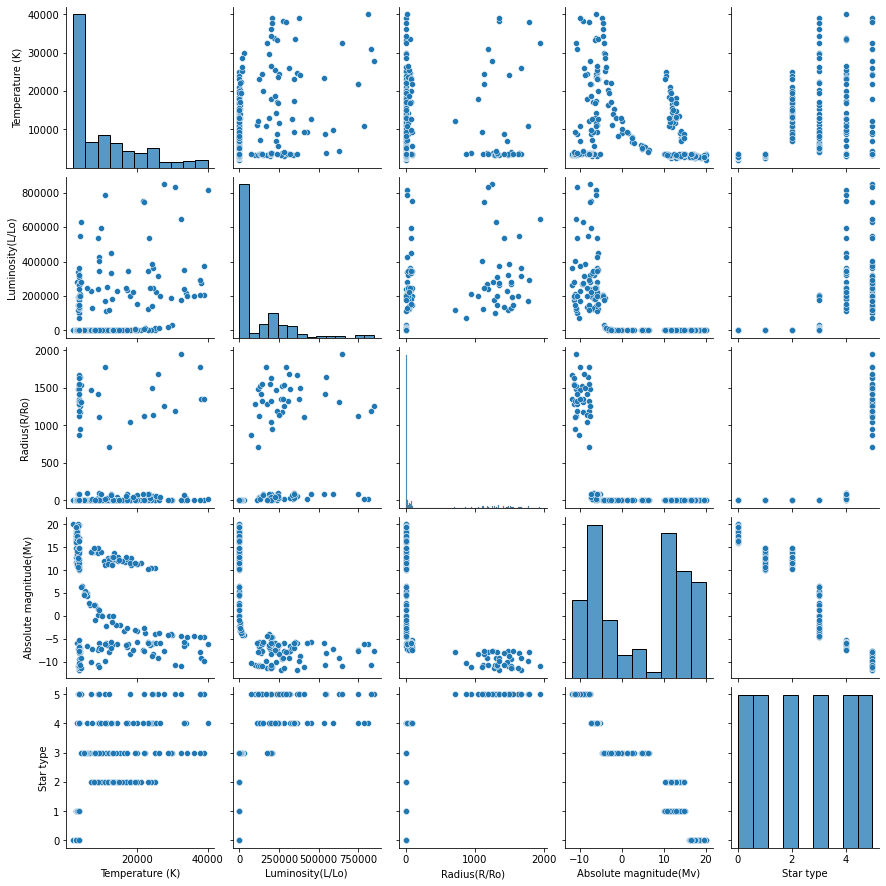 40000
30000
20000
10000
Temperature (K)
800000
600000
400000
200000
0
Luminosity(L/Lo)
2000
1500
1000
500
0
Radius(R/Ro)
20
15
10
5
0
−5
−10
Absolute magnitude(Mv)
5
4
3
2
1
0
Star type
20000 40000
Temperature (K)
0 250000 500000 750000
Luminosity(L/Lo)
0 1000 2000
Radius(R/Ro)
−10 0 10 20
Absolute magnitude(Mv)
0 2 4
Star type